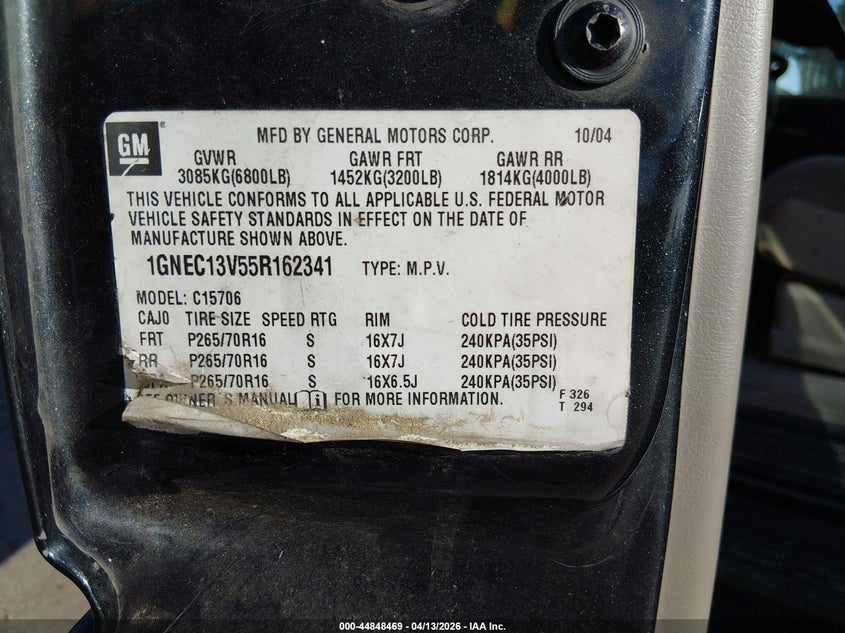 GM ® MFD BY GENERAL MOTORS CORP. 10/04
GVWR GAWR FRT GAWR RR
3085KG(6800LB) 1452KG(3200LB) 1814KG(4000LB)
THIS VEHICLE CONFORMS TO ALL APPLICABLE U.S. FEDERAL MOTOR
VEHICLE SAFETY STANDARDS IN EFFECT ON THE DATE OF
MANUFACTURE SHOWN ABOVE.
1GNEC13V55R162341 TYPE: M.P.V.
MODEL: C15706
CAJ0 TIRE SIZE SPEED RTG RIM COLD TIRE PRESSURE
FRT P265/70R16 S 16X7J 240KPA(35PSI)
RR P265/70R16 S 16X7J 240KPA(35PSI)
P265/70R16 S 16X6.5J 240KPA(35PSI)
OWNER'S MANUAL i FOR MORE INFORMATION.
F 326
T 294
000-44848469 - 04/13/2026 - IAA Inc.